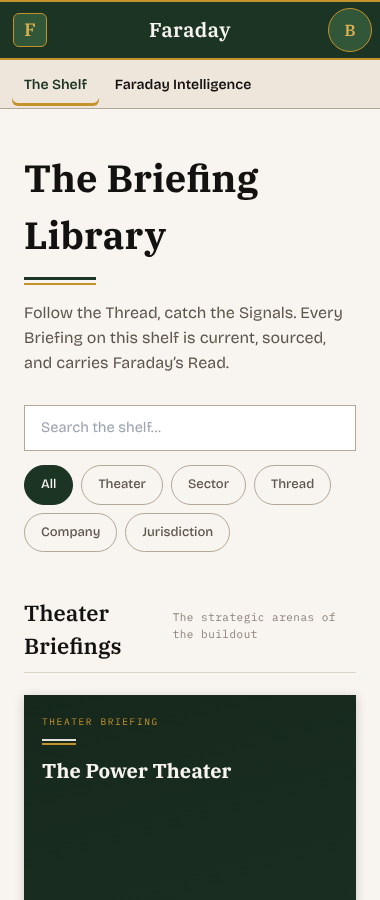 F
Faraday
B
The Shelf
Faraday Intelligence
The Briefing
Library
Follow the Thread, catch the Signals. Every
Briefing on this shelf is current, sourced,
and carries Faraday's Read.
Search the shelf...
All
Theater
Sector
Thread
Company
Jurisdiction
Theater
Briefings
The strategic arenas of
the buildout
THEATER BRIEFING
The Power Theater